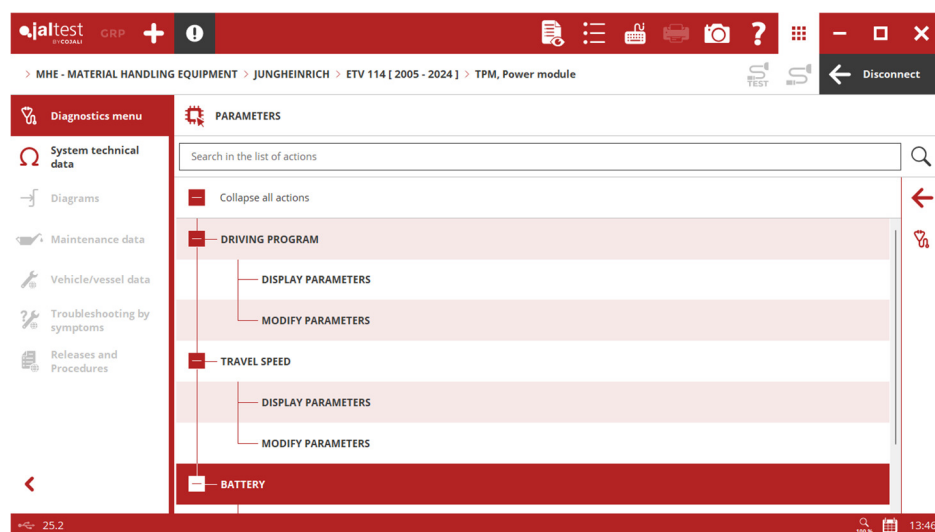 jaltest GRP
BY COJALI
> MHE - MATERIAL HANDLING EQUIPMENT > JUNGHEINRICH > ETV 114 [ 2005 - 2024 ] > TPM, Power module
TEST
Disconnect
Diagnostics menu
System technical
data
Diagrams
Maintenance data
Vehicle/vessel data
Troubleshooting by
symptoms
Releases and
Procedures
PARAMETERS
Search in the list of actions
Collapse all actions
DRIVING PROGRAM
DISPLAY PARAMETERS
MODIFY PARAMETERS
TRAVEL SPEED
DISPLAY PARAMETERS
MODIFY PARAMETERS
BATTERY
25.2
100 %
13:46